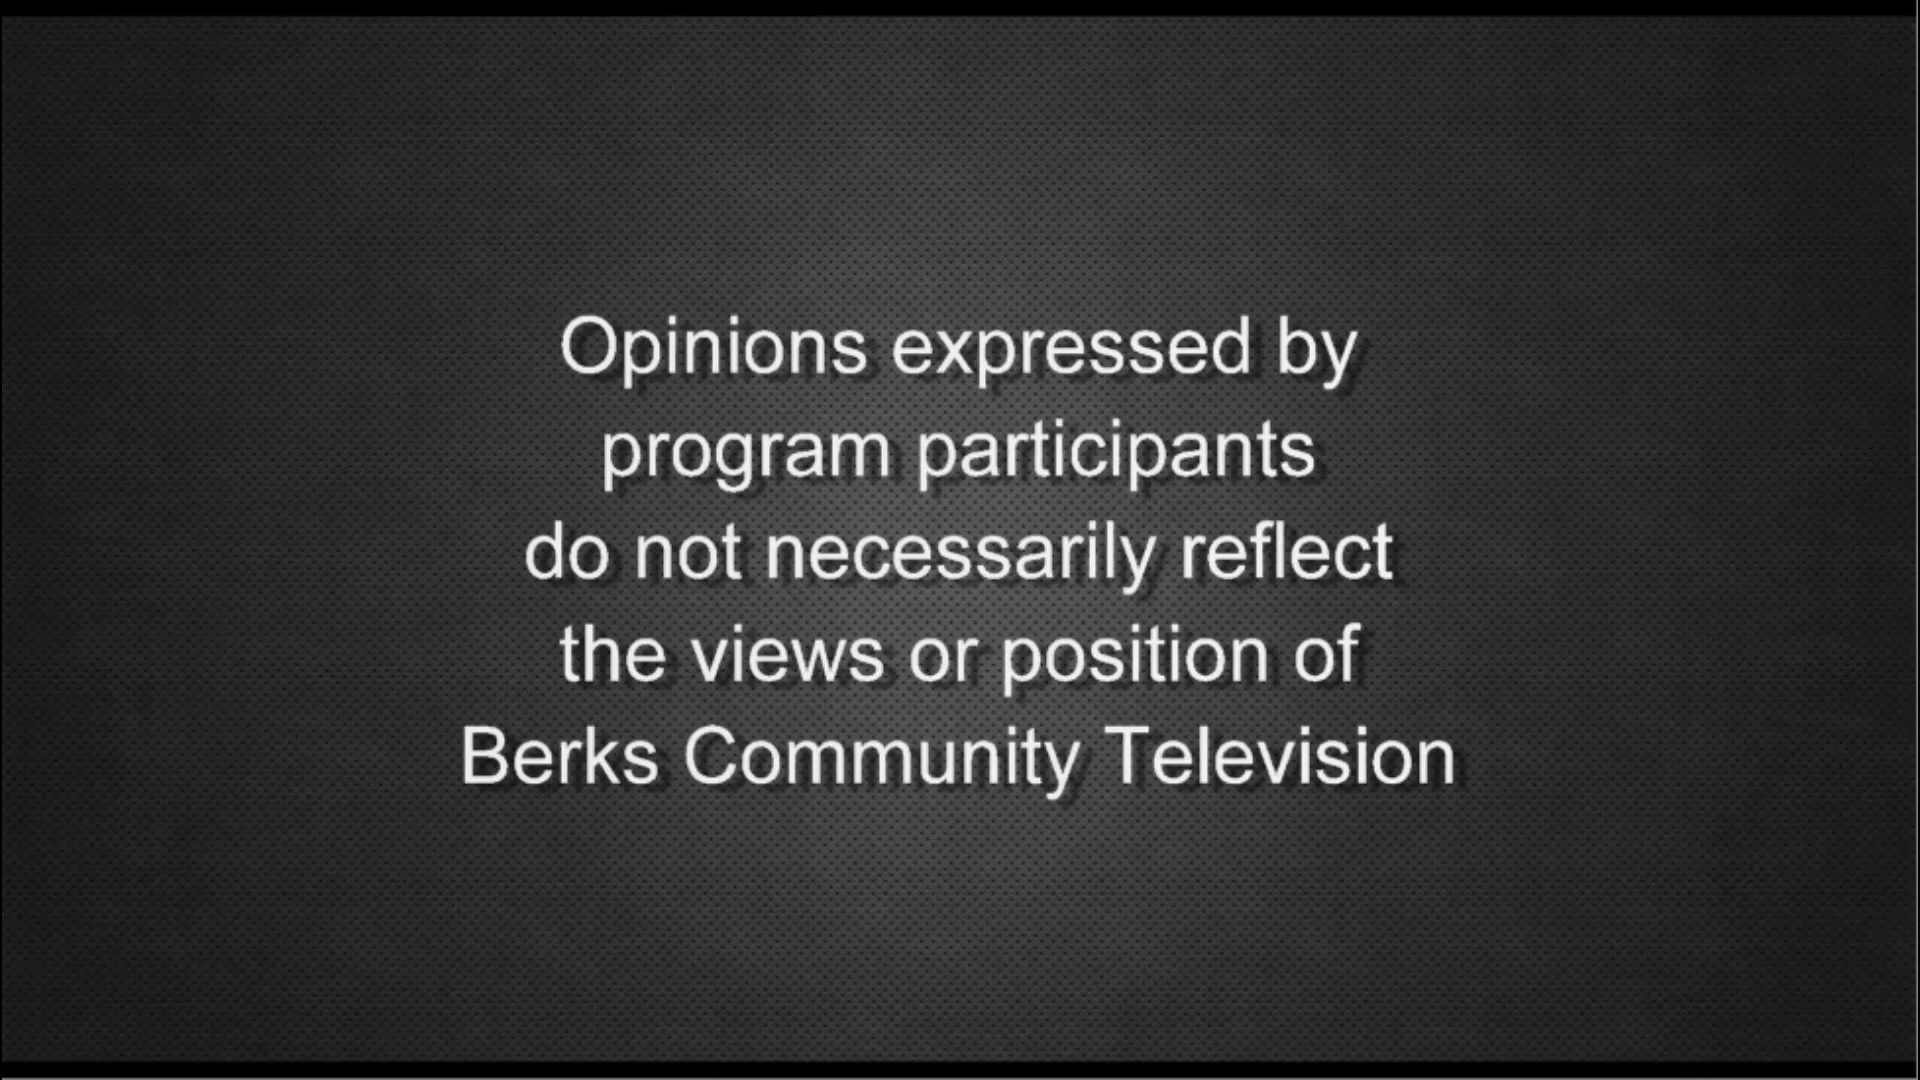 Opinions expressed by
program participants
do not necessarily reflect
the views or position of
Berks Community Television